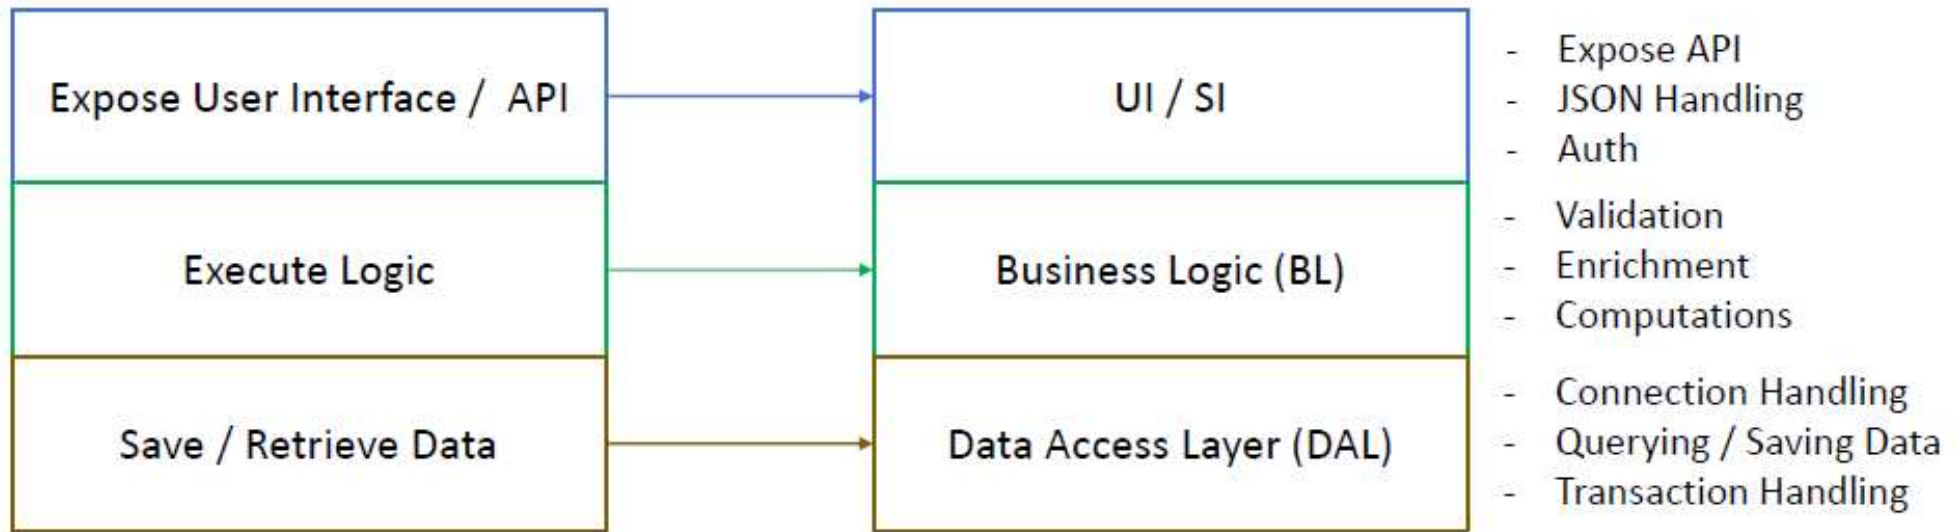 Expose User Interface /  API
UI / SI
- Expose API
- JSON Handling
- Auth
Execute Logic
Business Logic (BL)
- Validation
- Enrichment
- Computations
Save / Retrieve Data
Data Access Layer (DAL)
- Connection Handling
- Querying / Saving Data
- Transaction Handling